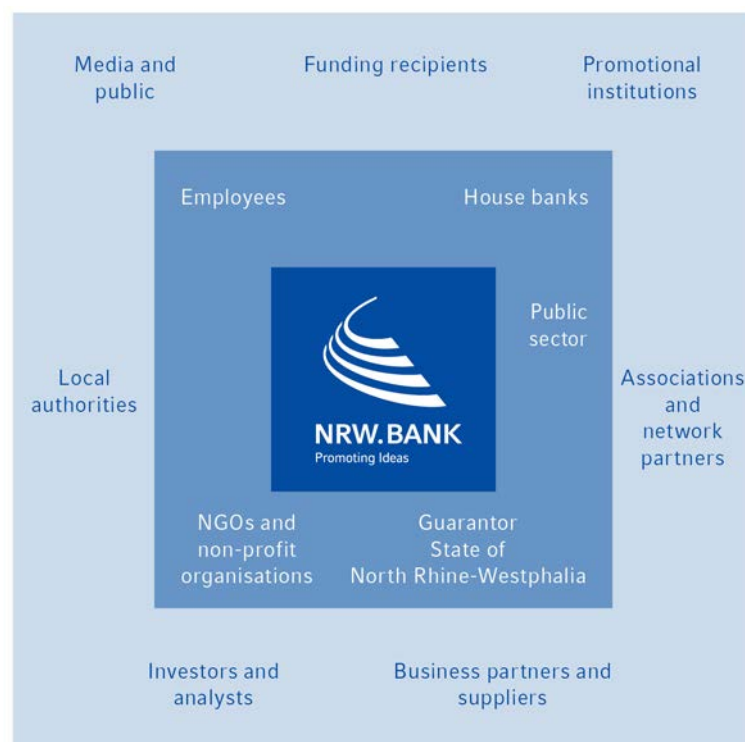 Media and
public
Funding recipients
Promotional
institutions
Employees
House banks
Public
sector
Local
authorities
Associations
and
network
partners
NRW.BANK
Promoting Ideas
NGOs and
non-profit
organisations
Guarantor
State of
North Rhine-Westphalia
Investors and
analysts
Business partners and
suppliers